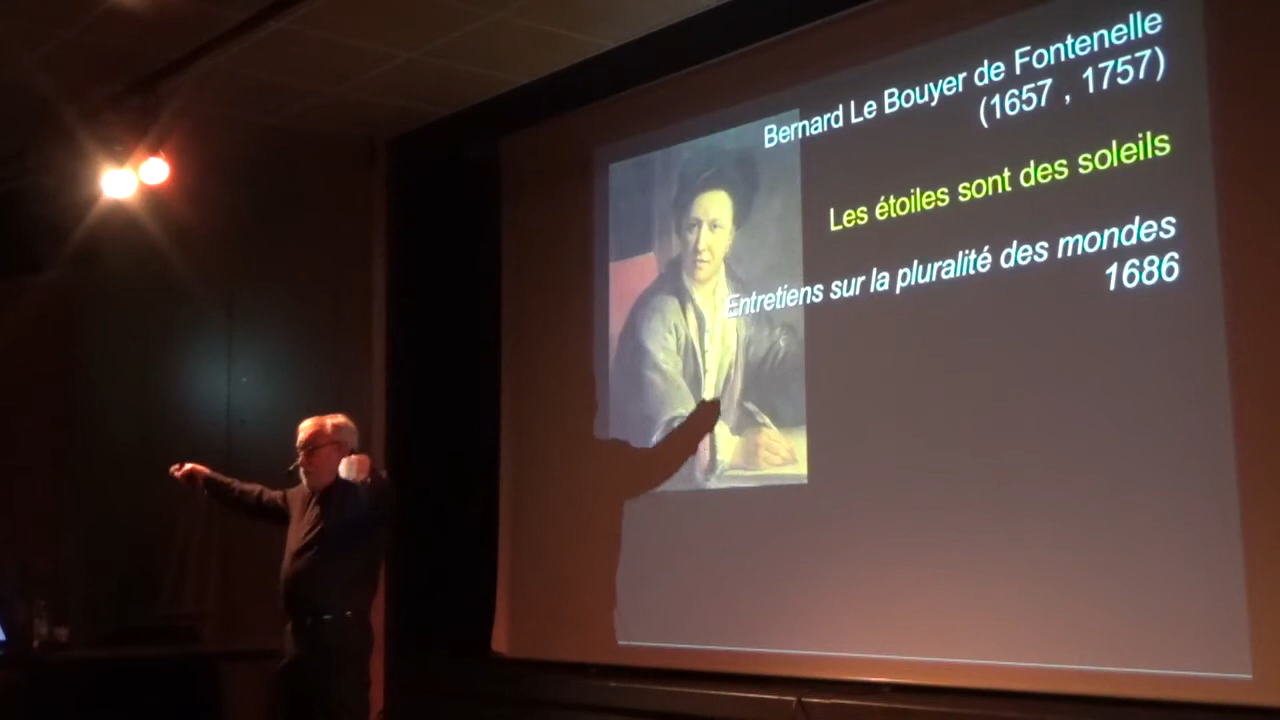 Bernard Le Bouyer de Fontenelle
(1657 , 1757)
Les étoiles sont des soleils
Entretiens sur la pluralité des mondes
1686